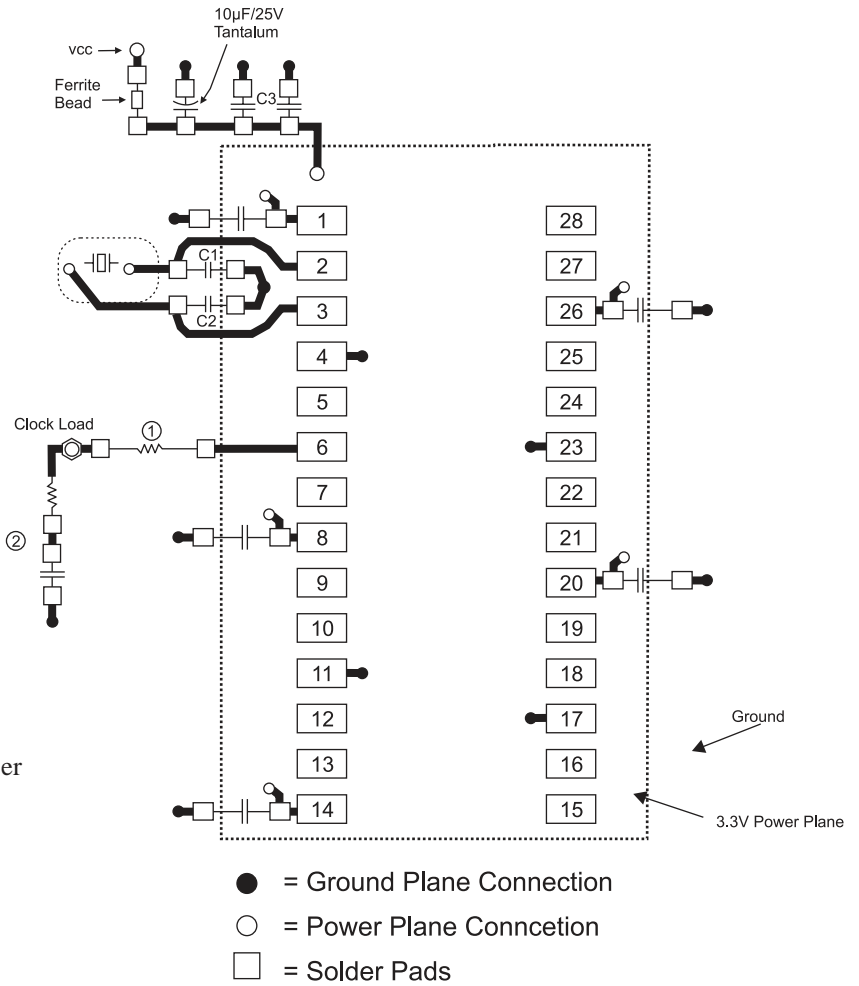 10µF/25V
Tantalum
vcc
Ferrite
Bead
C3
1
28
C1
2
27
C2
3
26
4
25
5
24
Clock Load
①
6
23
7
22
②
8
21
9
20
10
19
11
18
12
17
Ground
er
13
16
14
15
3.3V Power Plane
= Ground Plane Connection
= Power Plane Conncetion
= Solder Pads